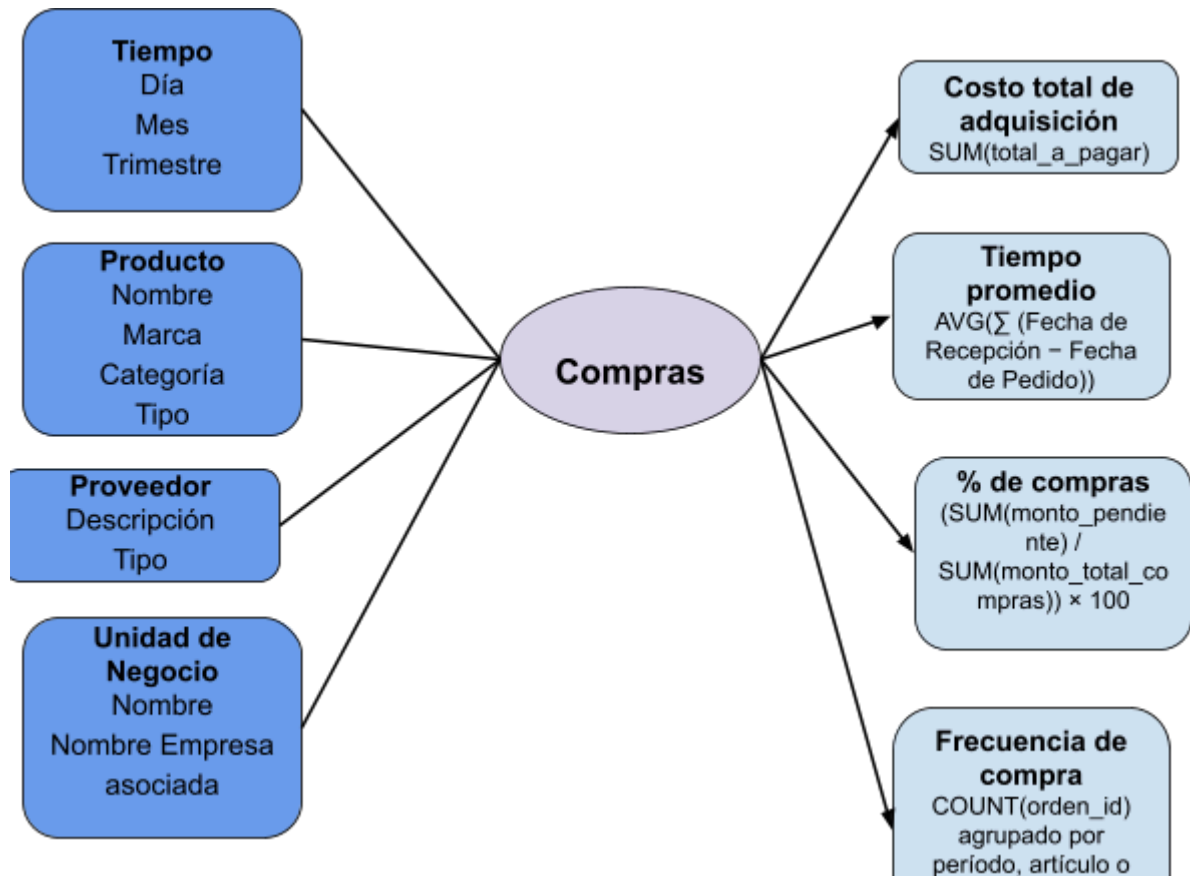 Tiempo
Día
Mes
Trimestre
Producto
Nombre
Marca
Categoría
Tipo
Proveedor
Descripción
Tipo
Unidad de
Negocio
Nombre
Nombre Empresa
asociada
Compras
Costo total de
adquisición
SUM(total_a_pagar)
Tiempo
promedio
AVG(∑ (Fecha de
Recepción − Fecha
de Pedido))
% de compras
(SUM(monto_pendie
nte) /
SUM(monto_total_co
mpras)) × 100
Frecuencia de
compra
COUNT(orden_id)
agrupado por
período, artículo o